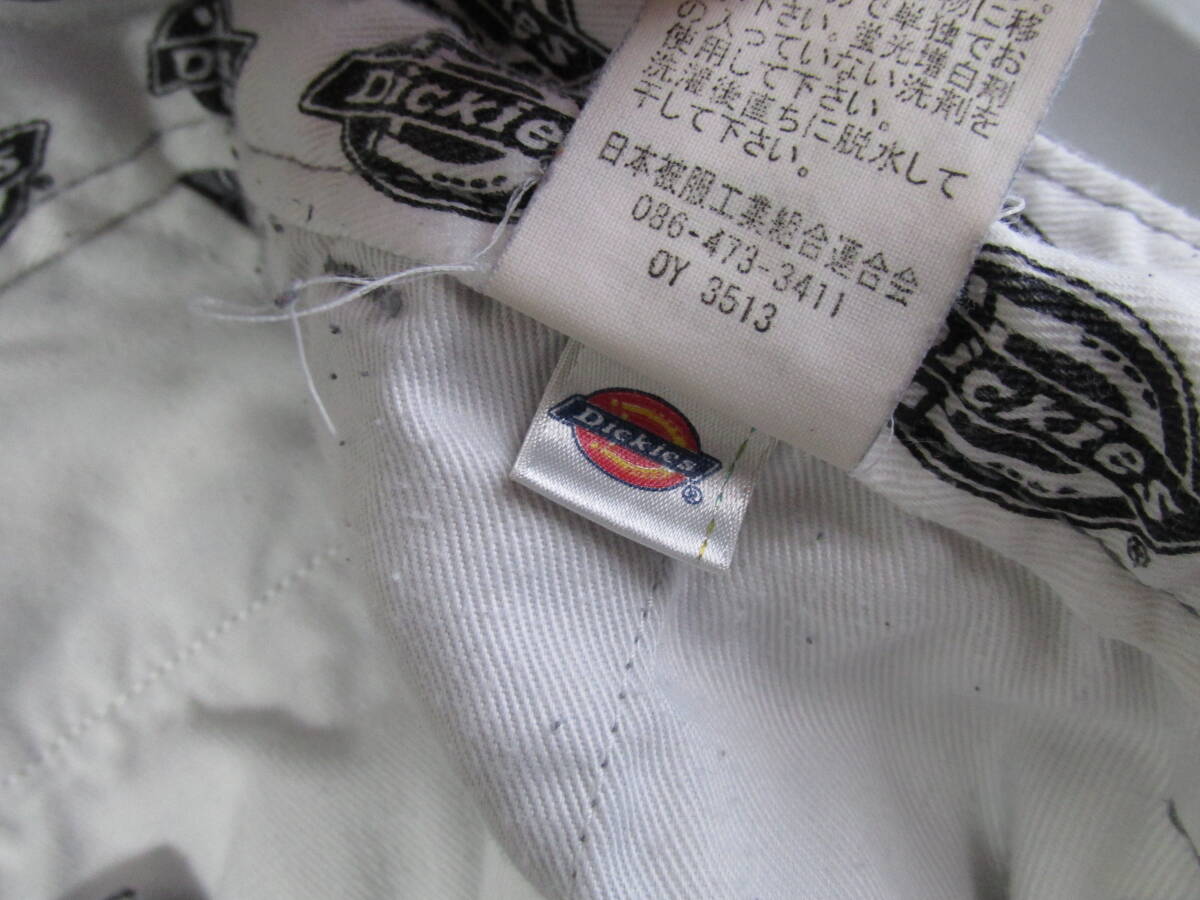 の入っていない洗剤を
使用して下さい。
洗濯後直ちに脱水して
干して下さい。
日本被服工業組合連合会
086-473-3411
OY 3513
Dickies
Dickies
®
Dickies
®